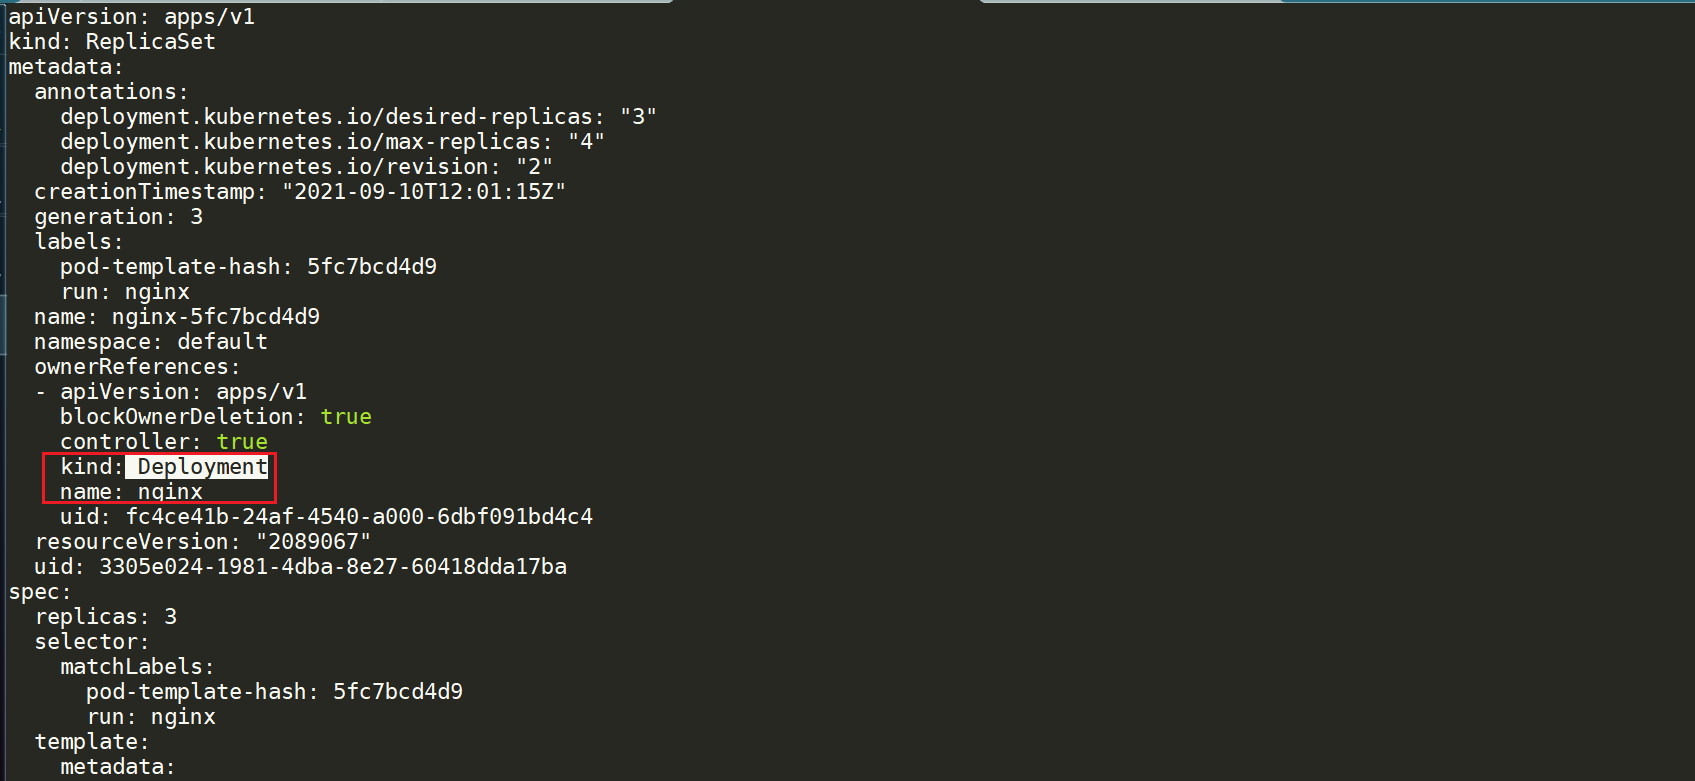 apiVersion: apps/v1
kind: ReplicaSet
metadata:
  annotations:
    deployment.kubernetes.io/desired-replicas: "3"
    deployment.kubernetes.io/max-replicas: "4"
    deployment.kubernetes.io/revision: "2"
  creationTimestamp: "2021-09-10T12:01:15Z"
  generation: 3
  labels:
    pod-template-hash: 5fc7bcd4d9
    run: nginx
  name: nginx-5fc7bcd4d9
  namespace: default
  ownerReferences:
  - apiVersion: apps/v1
    blockOwnerDeletion: true
    controller: true
    kind: Deployment
    name: nginx
    uid: fc4ce41b-24af-4540-a000-6dbf091bd4c4
  resourceVersion: "2089067"
  uid: 3305e024-1981-4dba-8e27-60418dda17ba
spec:
  replicas: 3
  selector:
    matchLabels:
      pod-template-hash: 5fc7bcd4d9
      run: nginx
  template:
    metadata: